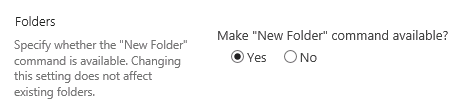 Folders
Specify whether the "New Folder"
command is available. Changing
this setting does not affect
existing folders.
Make "New Folder" command available?
Yes No